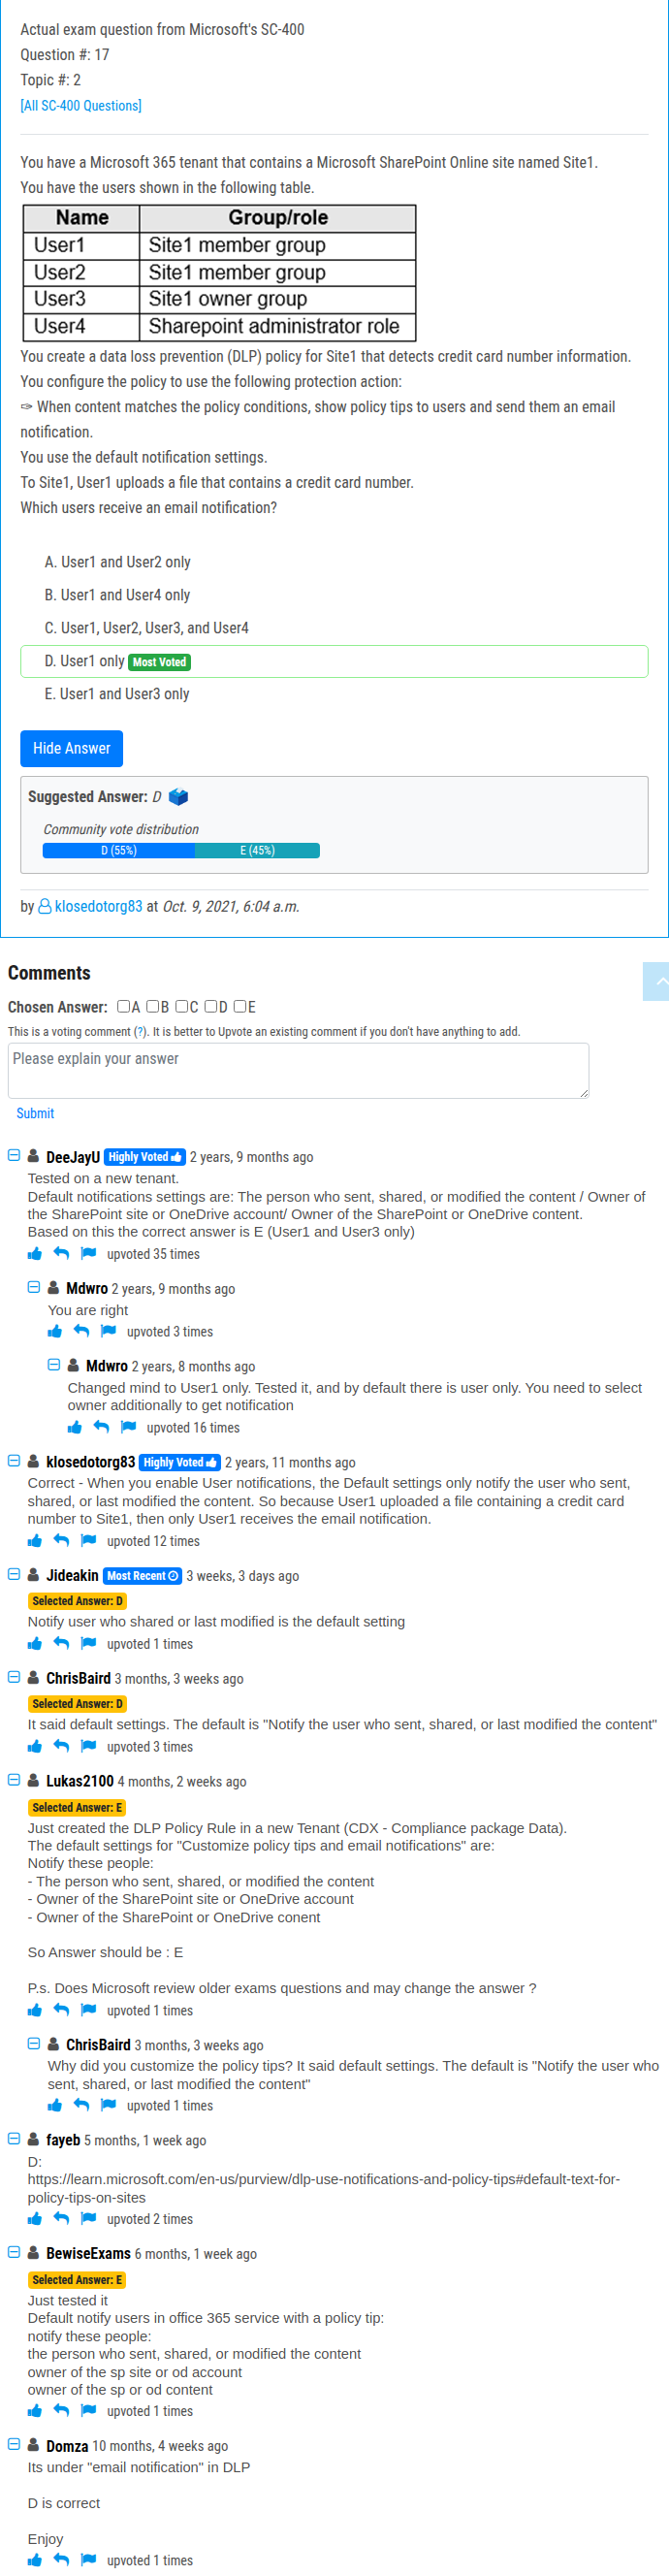 Actual exam question from Microsoft's SC-400
Question #: 17
Topic #: 2
[All SC-400 Questions]
You have a Microsoft 365 tenant that contains a Microsoft SharePoint Online site named Site1.
You have the users shown in the following table.
Name Group/role
User1 Site1 member group
User2 Site1 member group
User3 Site1 owner group
User4 Sharepoint administrator role
You create a data loss prevention (DLP) policy for Site1 that detects credit card number information.
You configure the policy to use the following protection action:
✑ When content matches the policy conditions, show policy tips to users and send them an email
notification.
You use the default notification settings.
To Site1, User1 uploads a file that contains a credit card number.
Which users receive an email notification?
A. User1 and User2 only
B. User1 and User4 only
C. User1, User2, User3, and User4
D. User1 only Most Voted
E. User1 and User3 only
Hide Answer
Suggested Answer: D
Community vote distribution
D (55%) E (45%)
by klosedotorg83 at Oct. 9, 2021, 6:04 a.m.
Comments
Chosen Answer: A B C D E
This is a voting comment (?). It is better to Upvote an existing comment if you don't have anything to add.
Please explain your answer
Submit
DeeJayU Highly Voted 2 years, 9 months ago
Tested on a new tenant.
Default notifications settings are: The person who sent, shared, or modified the content / Owner of
the SharePoint site or OneDrive account/ Owner of the SharePoint or OneDrive content.
Based on this the correct answer is E (User1 and User3 only)
upvoted 35 times
Mdwro 2 years, 9 months ago
You are right
upvoted 3 times
Mdwro 2 years, 8 months ago
Changed mind to User1 only. Tested it, and by default there is user only. You need to select
owner additionally to get notification
upvoted 16 times
klosedotorg83 Highly Voted 2 years, 11 months ago
Correct - When you enable User notifications, the Default settings only notify the user who sent,
shared, or last modified the content. So because User1 uploaded a file containing a credit card
number to Site1, then only User1 receives the email notification.
upvoted 12 times
Jideakin Most Recent 3 weeks, 3 days ago
Selected Answer: D
Notify user who shared or last modified is the default setting
upvoted 1 times
ChrisBaird 3 months, 3 weeks ago
Selected Answer: D
It said default settings. The default is "Notify the user who sent, shared, or last modified the content"
upvoted 3 times
Lukas2100 4 months, 2 weeks ago
Selected Answer: E
Just created the DLP Policy Rule in a new Tenant (CDX - Compliance package Data).
The default settings for "Customize policy tips and email notifications" are:
Notify these people:
- The person who sent, shared, or modified the content
- Owner of the SharePoint site or OneDrive account
- Owner of the SharePoint or OneDrive conent
So Answer should be : E
P.s. Does Microsoft review older exams questions and may change the answer ?
upvoted 1 times
ChrisBaird 3 months, 3 weeks ago
Why did you customize the policy tips? It said default settings. The default is "Notify the user who
sent, shared, or last modified the content"
upvoted 1 times
fayeb 5 months, 1 week ago
D:
https://learn.microsoft.com/en-us/purview/dlp-use-notifications-and-policy-tips#default-text-for-
policy-tips-on-sites
upvoted 2 times
BewiseExams 6 months, 1 week ago
Selected Answer: E
Just tested it
Default notify users in office 365 service with a policy tip:
notify these people:
the person who sent, shared, or modified the content
owner of the sp site or od account
owner of the sp or od content
upvoted 1 times
Domza 10 months, 4 weeks ago
Its under "email notification" in DLP
D is correct
Enjoy
upvoted 1 times